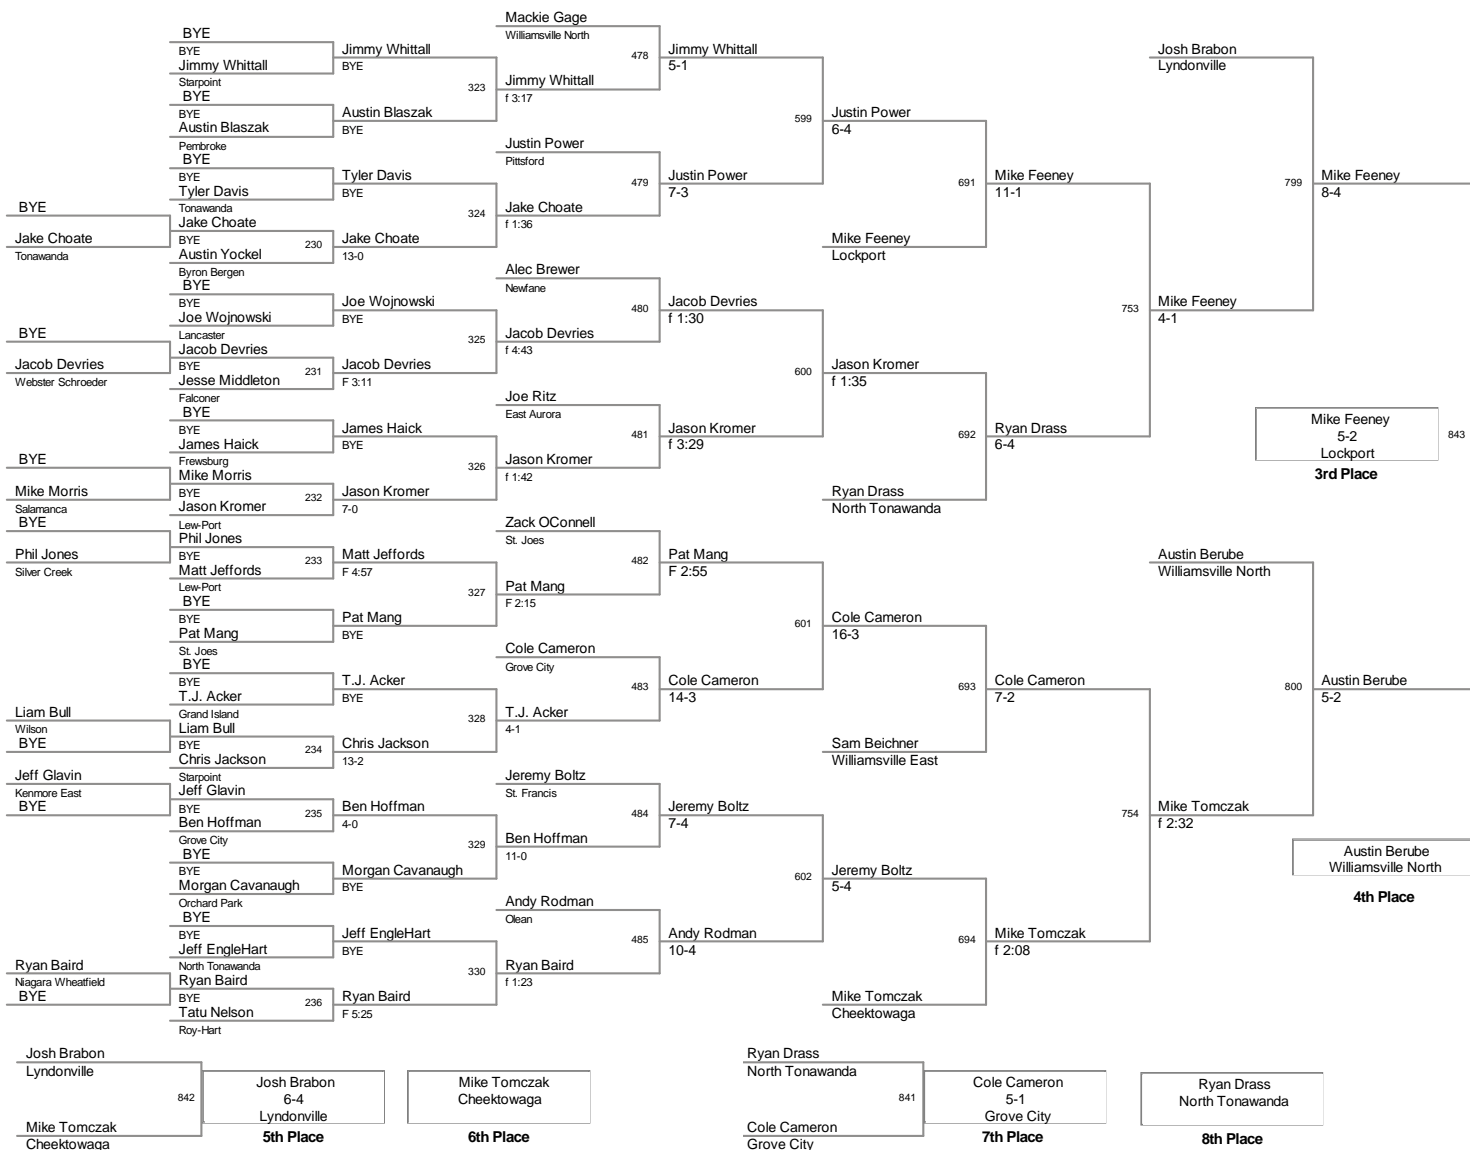 BYE
Jake Choate
Tonawanda
BYE
Jacob Devries
Webster Schroeder
BYE
Mike Morris
Salamanca
BYE
Phil Jones
Silver Creek
Liam Bull
Wilson
BYE
Jeff Glavin
Kenmore East
BYE
Ryan Baird
Niagara Wheatfield
BYE
BYE
BYE
Jimmy Whittall
Starpoint
BYE
BYE
Austin Blaszak
Pembroke
BYE
BYE
Tyler Davis
Tonawanda
Jake Choate
BYE
230
Austin Yockel
Byron Bergen
BYE
BYE
Joe Wojnowski
Lancaster
Jacob Devries
BYE
231
Jesse Middleton
Falconer
BYE
BYE
James Haick
Frewsburg
Mike Morris
BYE
232
Jason Kromer
Lew-Port
Phil Jones
BYE
233
Matt Jeffords
Lew-Port
BYE
BYE
Pat Mang
St. Joes
BYE
BYE
T.J. Acker
Grand Island
Liam Bull
BYE
234
Chris Jackson
Starpoint
Jeff Glavin
BYE
235
Ben Hoffman
Grove City
BYE
BYE
Morgan Cavanaugh
Orchard Park
BYE
BYE
Jeff EngleHart
North Tonawanda
Ryan Baird
BYE
236
Tatu Nelson
Roy-Hart
Jimmy Whittall
BYE
323
Austin Blaszak
BYE
Tyler Davis
BYE
324
Jake Choate
13-0
Joe Wojnowski
BYE
325
Jacob Devries
F 3:11
James Haick
BYE
326
Jason Kromer
7-0
Matt Jeffords
F 4:57
327
Pat Mang
BYE
T.J. Acker
BYE
328
Chris Jackson
13-2
Ben Hoffman
4-0
329
Morgan Cavanaugh
BYE
Jeff EngleHart
BYE
330
Ryan Baird
F 5:25
Mackie Gage
Williamsville North
478
Jimmy Whittall
f 3:17
Justin Power
Pittsford
479
Jake Choate
f 1:36
Alec Brewer
Newfane
480
Jacob Devries
f 4:43
Joe Ritz
East Aurora
481
Jason Kromer
f 1:42
Zack OConnell
St. Joes
482
Pat Mang
F 2:15
Cole Cameron
Grove City
483
T.J. Acker
4-1
Jeremy Boltz
St. Francis
484
Ben Hoffman
11-0
Andy Rodman
Olean
485
Ryan Baird
f 1:23
Jimmy Whittall
5-1
599
Justin Power
7-3
Jacob Devries
f 1:30
600
Jason Kromer
f 3:29
Pat Mang
F 2:55
601
Cole Cameron
14-3
Jeremy Boltz
7-4
602
Andy Rodman
10-4
Justin Power
6-4
691
Mike Feeney
Lockport
Jason Kromer
f 1:35
692
Ryan Drass
North Tonawanda
Cole Cameron
16-3
693
Sam Beichner
Williamsville East
Jeremy Boltz
5-4
694
Mike Tomczak
Cheektowaga
Mike Feeney
11-1
753
Ryan Drass
6-4
Cole Cameron
7-2
754
Mike Tomczak
f 2:08
Josh Brabon
Lyndonville
799
Mike Feeney
4-1
Austin Berube
Williamsville North
800
Mike Tomczak
f 2:32
Mike Feeney
8-4
Mike Feeney
5-2
Lockport
843
3rd Place
Austin Berube
5-2
Austin Berube
Williamsville North
4th Place
Josh Brabon
Lyndonville
842
Mike Tomczak
Cheektowaga
Josh Brabon
6-4
Lyndonville
5th Place
Mike Tomczak
Cheektowaga
6th Place
Ryan Drass
North Tonawanda
841
Cole Cameron
Grove City
Cole Cameron
5-1
Grove City
7th Place
Ryan Drass
North Tonawanda
8th Place